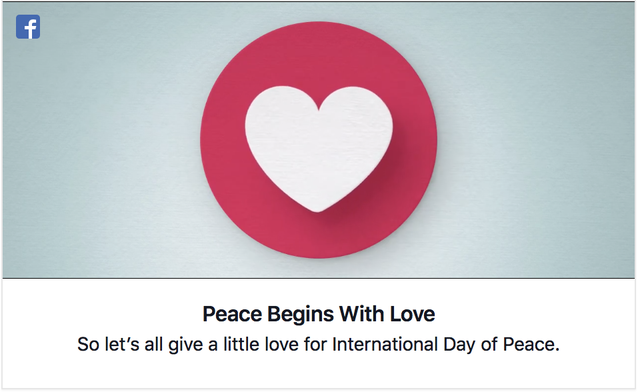 Peace Begins With Love
So let’s all give a little love for International Day of Peace.